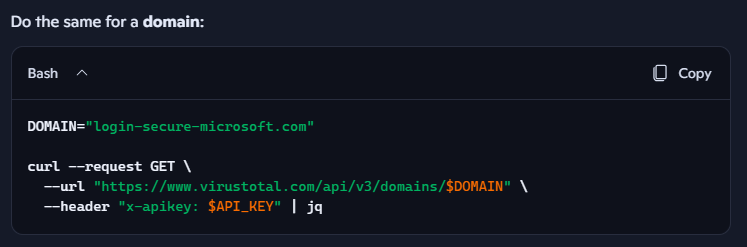 Do the same for a domain:
Bash
Copy
DOMAIN="login-secure-microsoft.com"
curl --request GET \
--url "https://www.virustotal.com/api/v3/domains/$DOMAIN" \
--header "x-apikey: $API_KEY" | jq